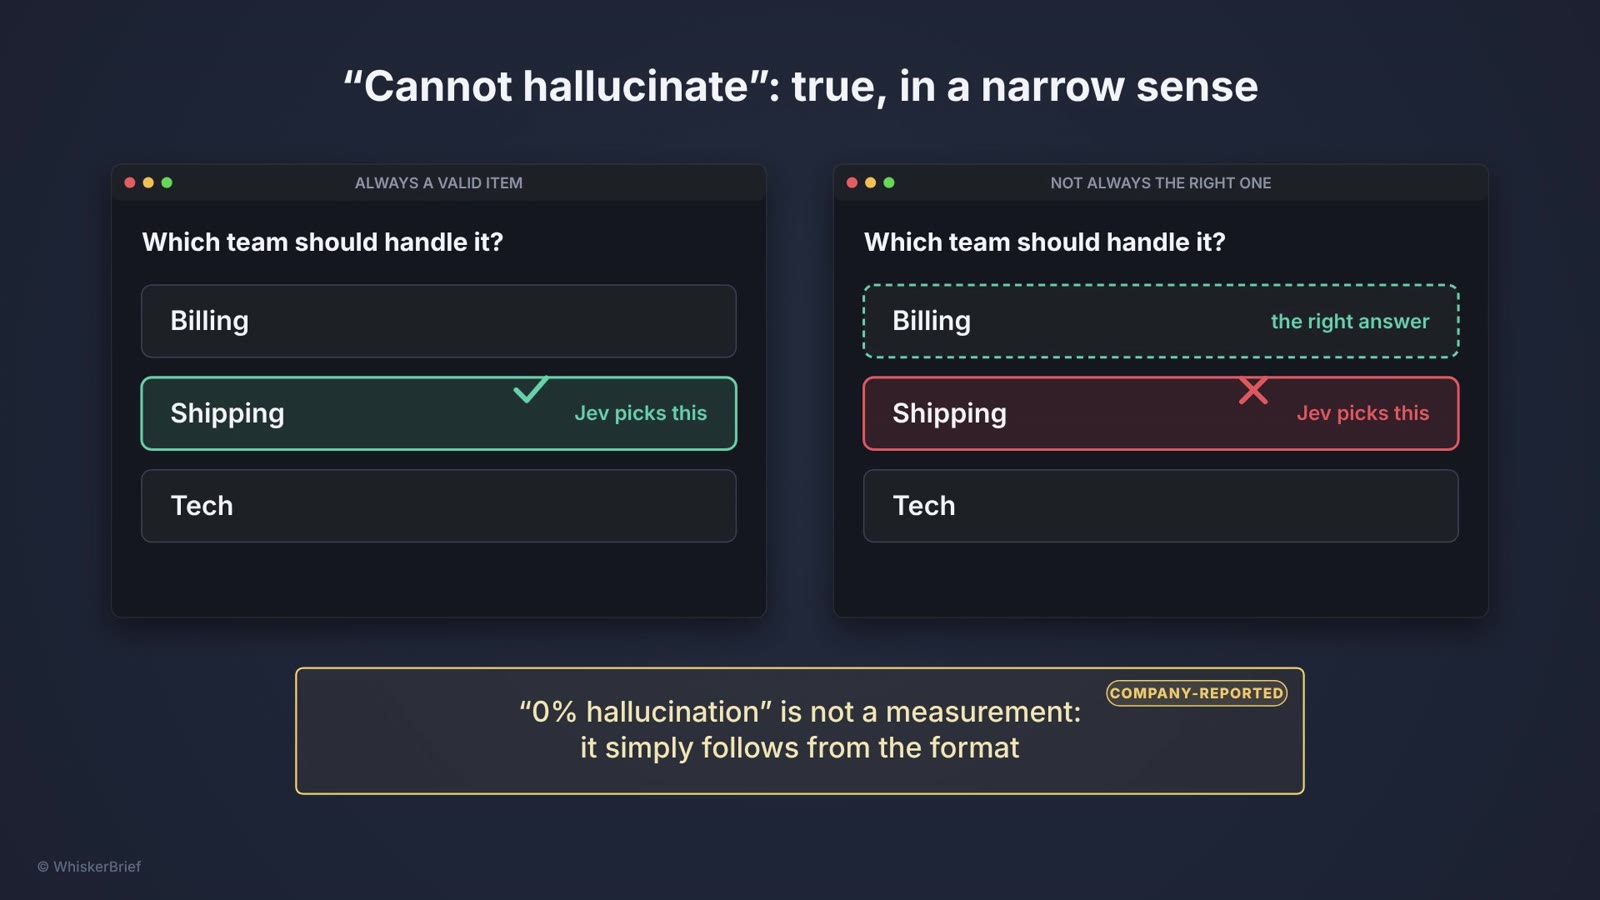 “Cannot hallucinate”: true, in a narrow sense
ALWAYS A VALID ITEM
Which team should handle it?
Billing
Shipping
Jev picks this
Tech
NOT ALWAYS THE RIGHT ONE
Which team should handle it?
Billing
the right answer
Shipping
Jev picks this
Tech
COMPANY-REPORTED
“0% hallucination” is not a measurement:
it simply follows from the format
© WhiskerBrief